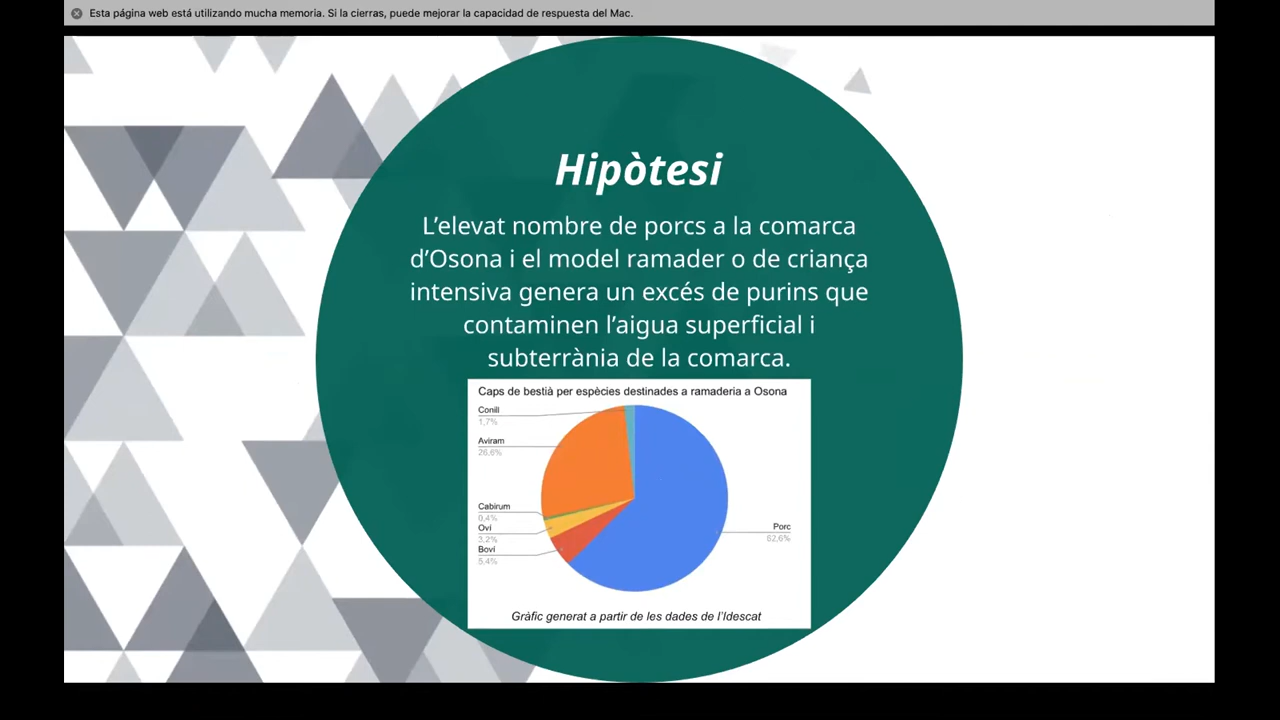 Esta página web está utilizando mucha memoria. Si la cierras, puede mejorar la capacidad de respuesta del Mac.
Hipòtesi
L’elevat nombre de porcs a la comarca
d’Osona i el model ramader o de criança
intensiva genera un excés de purins que
contaminen l’aigua superficial i
subterrània de la comarca.
Caps de bestià per espècies destinades a ramaderia a Osona
Conill
1,7%
Aviram
26,6%
Cabirum
0,4%
Oví
3,2%
Boví
5,4%
Porc
62,6%
Gràfic generat a partir de les dades de l’Idescat